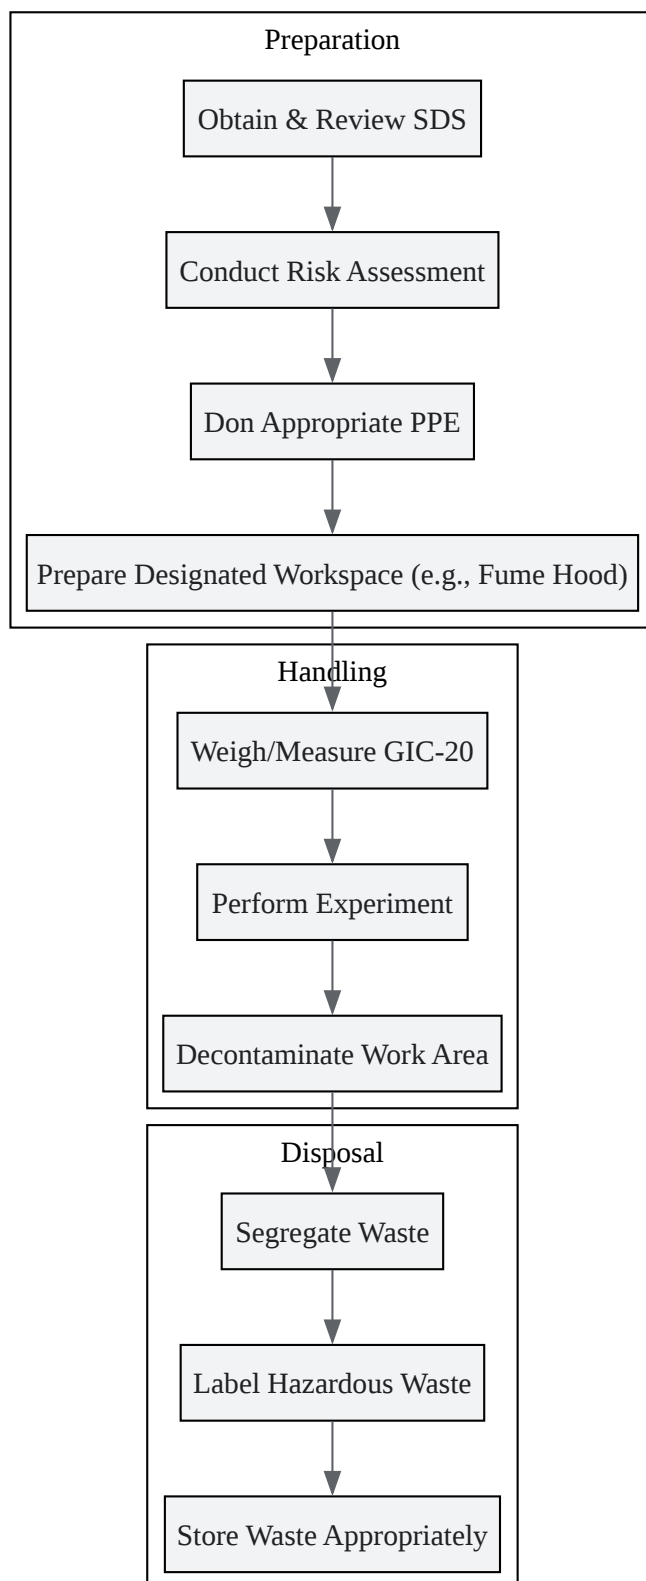 Preparation
Obtain & Review SDS
Conduct Risk Assessment
Don Appropriate PPE
Prepare Designated Workspace (e.g., Fume Hood)
Handling
Weigh/Measure GIC-20
Perform Experiment
Decontaminate Work Area
Disposal
Segregate Waste
Label Hazardous Waste
Store Waste Appropriately